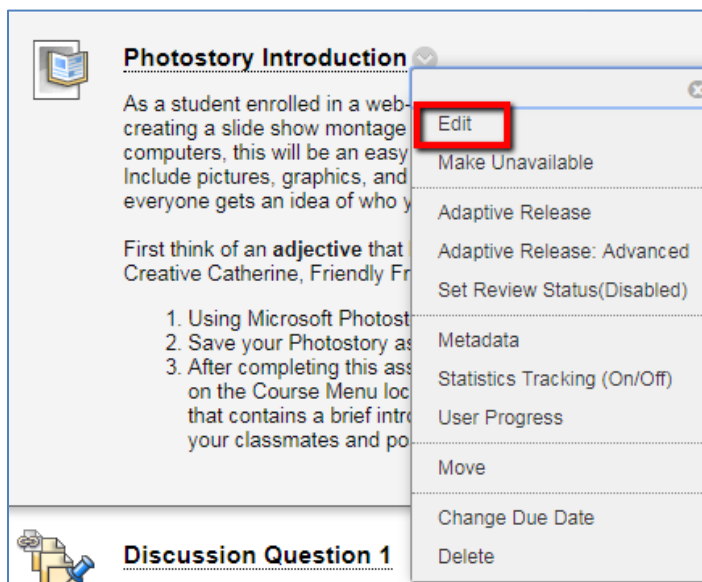 Photostory Introduction
As a student enrolled in a web-
creating a slide show montage
computers, this will be an easy
Include pictures, graphics, and
everyone gets an idea of who y
First think of an adjective that
Creative Catherine, Friendly Fr
1. Using Microsoft Photost
2. Save your Photostory as
3. After completing this ass
on the Course Menu loc
that contains a brief intro
your classmates and po
Edit
Make Unavailable
Adaptive Release
Adaptive Release: Advanced
Set Review Status(Disabled)
Metadata
Statistics Tracking (On/Off)
User Progress
Move
Change Due Date
Delete
Discussion Question 1